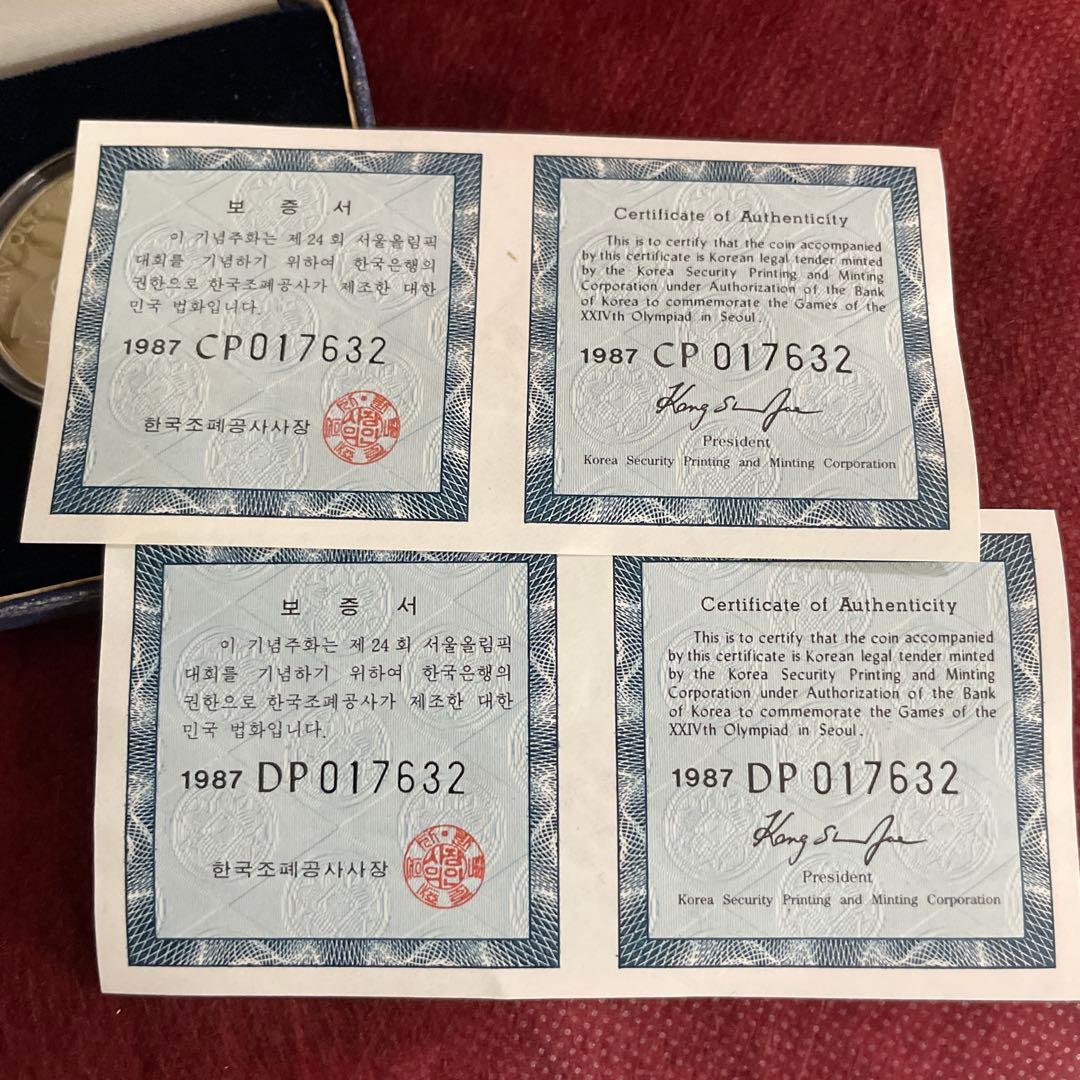 보 증 서
이 기념주화는 제 24 회 서울올림픽
대회를 기념하기 위하여 한국은행의
권한으로 한국조폐공사가 제조한 대한
민국 법화입니다.
1987 CP017632
한국조폐공사사장
Certificate of Authenticity
This is to certify that the coin accompanied
by this certificate is Korean legal tender minted
by the Korea Security Printing and Minting
Corporation under Authorization of the Bank
of Korea to commemorate the Games of the
XXIVth Olympiad in Seoul.
1987 CP 017632
President
Korea Security Printing and Minting Corporation
보 증 서
이 기념주화는 제 24 회 서울올림픽
대회를 기념하기 위하여 한국은행의
권한으로 한국조폐공사가 제조한 대한
민국 법화입니다.
1987 DP017632
한국조폐공사사장
Certificate of Authenticity
This is to certify that the coin accompanied
by this certificate is Korean legal tender minted
by the Korea Security Printing and Minting
Corporation under Authorization of the Bank
of Korea to commemorate the Games of the
XXIVth Olympiad in Seoul.
1987 DP 017632
President
Korea Security Printing and Minting Corporation